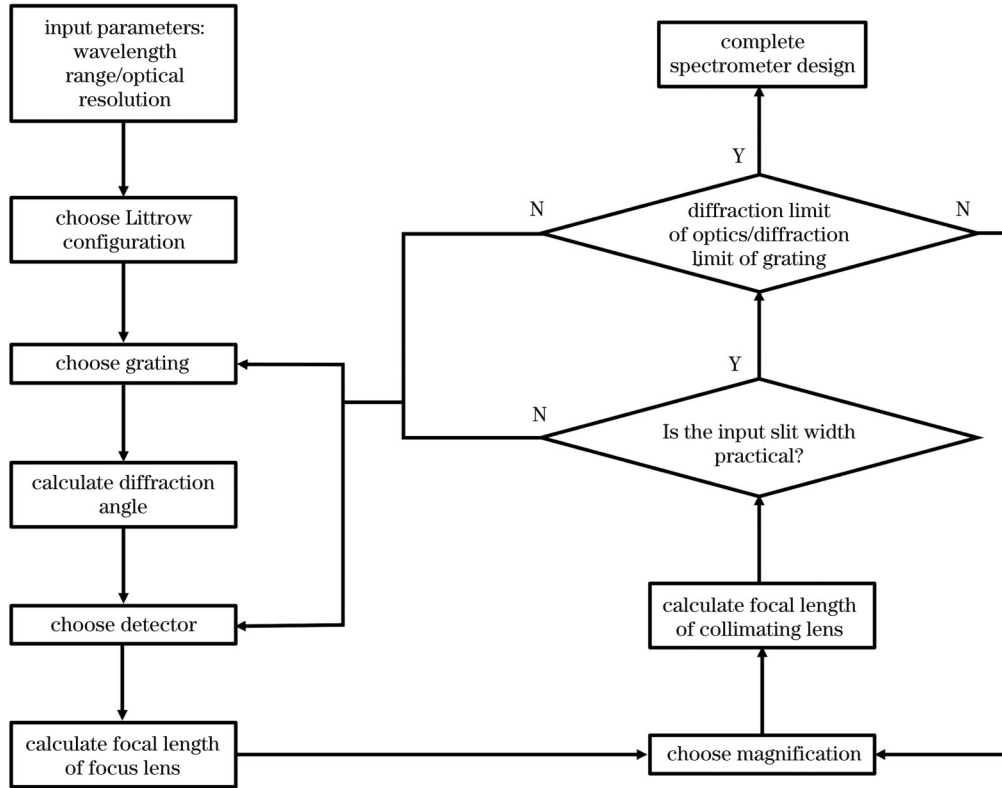 input parameters:
wavelength
range/optical
resolution
choose Littrow
configuration
choose grating
calculate diffraction
angle
choose detector
calculate focal length
of focus lens
complete
spectrometer design
Y
N
diffraction limit
of optics/diffraction
limit of grating
N
Y
N
Is the input slit width
practical?
calculate focal length
of collimating lens
choose magnification